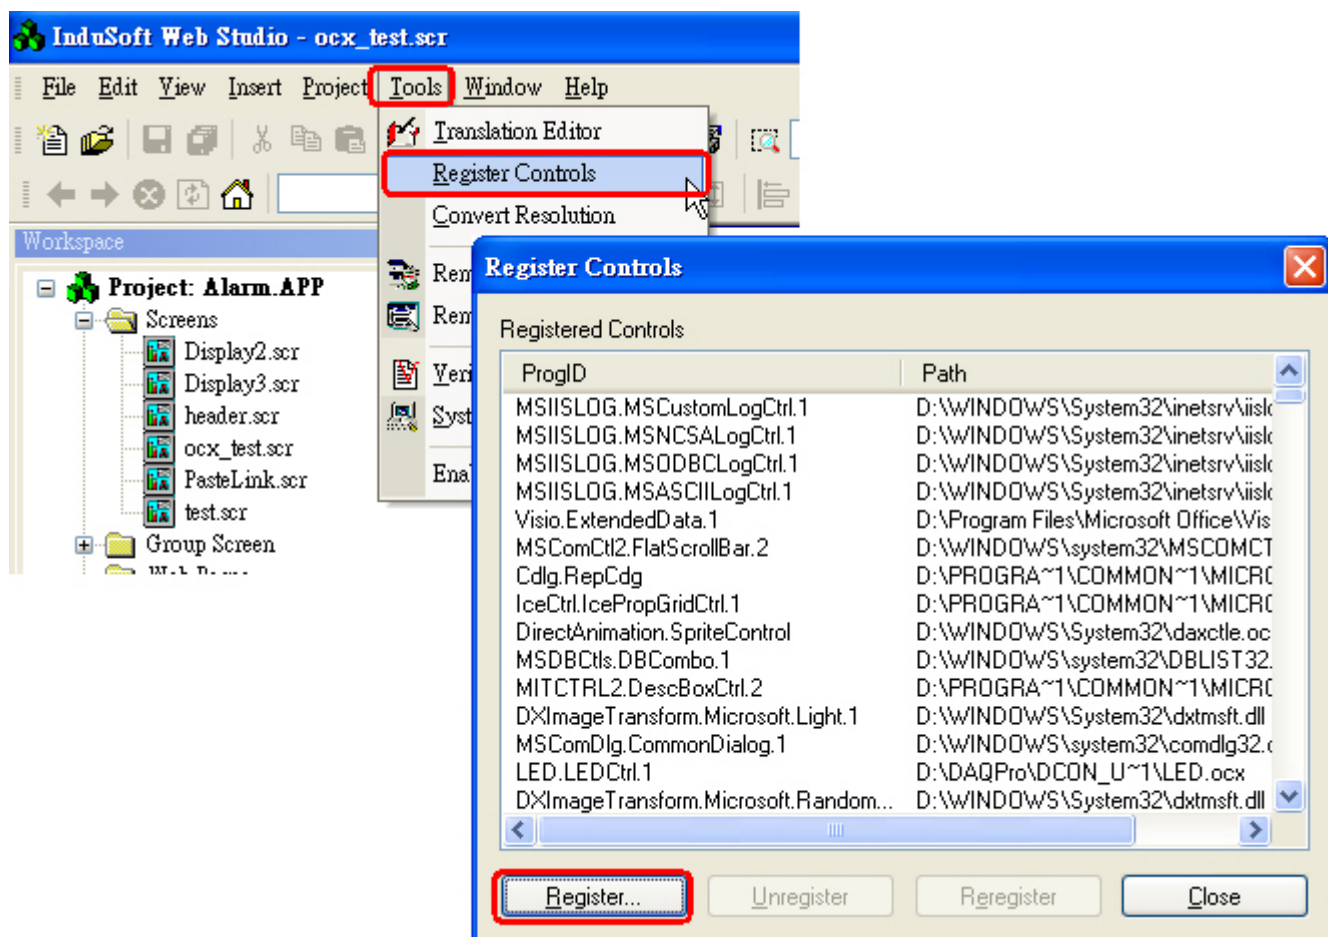 InduSoft Web Studio - ocx_test.scr
File Edit View Insert Project Tools Window Help
Translation Editor
Register Controls
Convert Resolution
Workspace
Project: Alarm.APP
Screens
Display2.scr
Display3.scr
header.scr
ocx_test.scr
PasteLink.scr
test.scr
Group Screen
Rem
Rem
Veri
Syst
Ena
Register Controls
Registered Controls
ProgID Path
MSIISLOG.MSCustomLogCtrl.1 D:\WINDOWS\System32\inetsrv\iislo
MSIISLOG.MSNCSALogCtrl.1 D:\WINDOWS\System32\inetsrv\iislo
MSIISLOG.MSODBCLogCtrl.1 D:\WINDOWS\System32\inetsrv\iislo
MSIISLOG.MSASCIILogCtrl.1 D:\WINDOWS\System32\inetsrv\iislo
Visio.ExtendedData.1 D:\Program Files\Microsoft Office\Vis
MSComCtl2.FlatScrollBar.2 D:\WINDOWS\system32\MSCOMCT
Cdlg.RepCdg D:\PROGRA~1\COMMON~1\MICRO
IceCtrl.IcePropGridCtrl.1 D:\PROGRA~1\COMMON~1\MICRO
DirectAnimation.SpriteControl D:\WINDOWS\System32\daxctle.oc
MSDBCtls.DBCombo.1 D:\WINDOWS\system32\DBLIST32.
MITCTRL2.DescBoxCtrl.2 D:\PROGRA~1\COMMON~1\MICRO
DXImageTransform.Microsoft.Light.1 D:\WINDOWS\System32\dxtmsft.dll
MSComDlg.CommonDialog.1 D:\WINDOWS\system32\comdlg32.o
LED.LEDCtrl.1 D:\DAQPro\DCON_U~1\LED.ocx
DXImageTransform.Microsoft.Random... D:\WINDOWS\System32\dxtmsft.dll
Register... Unregister Reregister Close